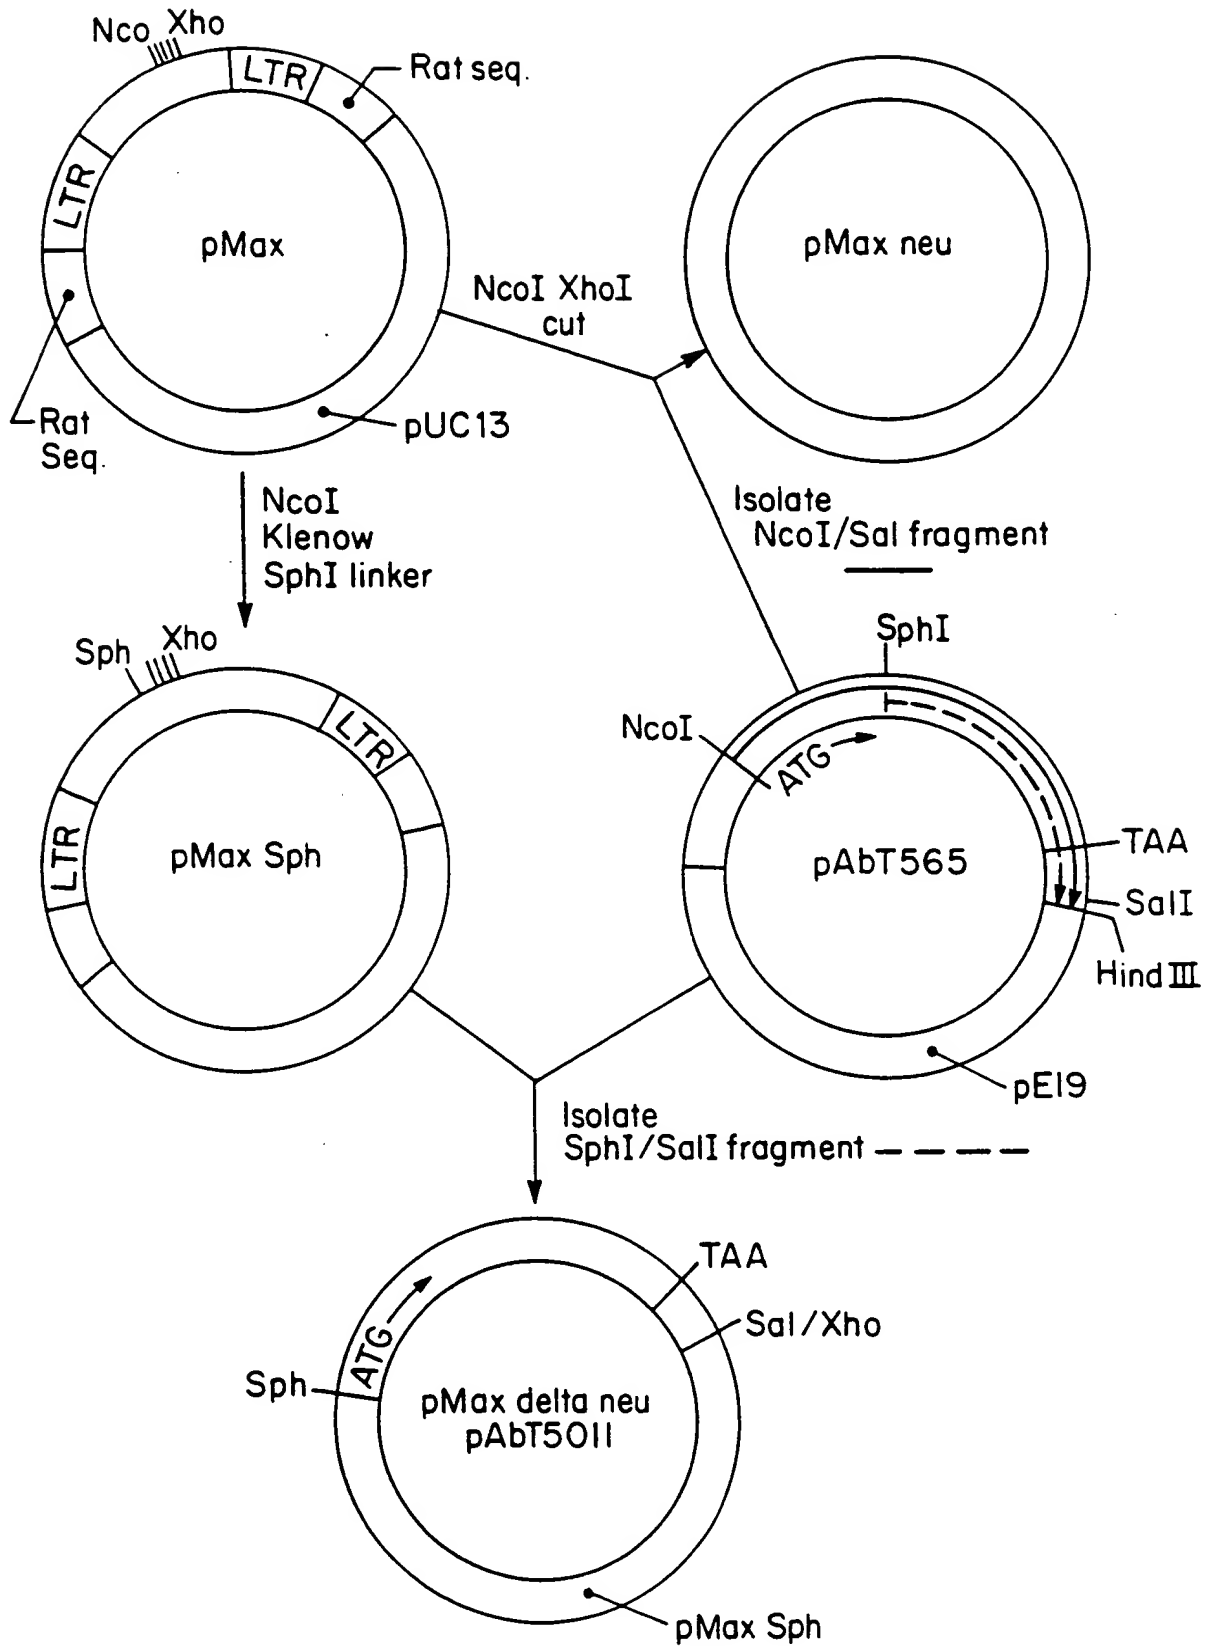 Nco Xho
LTR
Rat seq.
LTR
pMax
pMax neu
NcoI XhoI
cut
Rat
Seq.
pUC13
NcoI
Klenow
SphI linker
Isolate
NcoI/Sal fragment
Sph Xho
LTR
LTR
pMax Sph
SphI
NcoI
ATG
pAbT565
TAA
SalI
Hind III
pE19
Isolate
SphI/SalI fragment
TAA
Sal/Xho
ATG
Sph
pMax delta neu
pAbT5011
pMax Sph